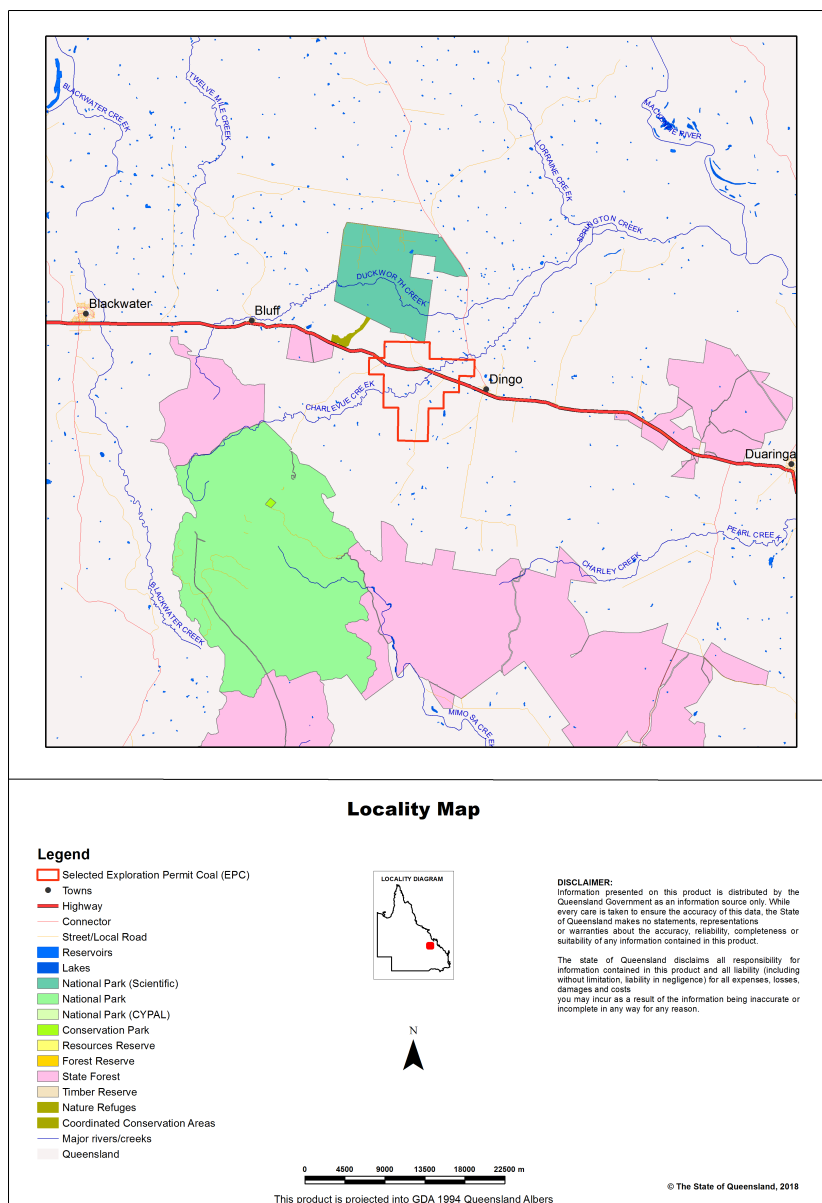 BLACKWATER CREEK
TWELVE MILE CREEK
MACKENZIE RIVER
LORRAINE CREEK
SPRINGTON CREEK
DUCKWORTH CREEK
Blackwater
Bluff
Dingo
CHARLEVUE CREEK
Duaringa
PEARL CREEK
CHARLEY CREEK
BLACKWATER CREEK
MIMOSA CREEK
Locality Map
Legend
Selected Exploration Permit Coal (EPC)
Towns
Highway
Connector
Street/Local Road
Reservoirs
Lakes
National Park (Scientific)
National Park
National Park (CYPAL)
Conservation Park
Resources Reserve
Forest Reserve
State Forest
Timber Reserve
Nature Refuges
Coordinated Conservation Areas
Major rivers/creeks
Queensland
LOCALITY DIAGRAM
N
DISCLAIMER:
Information presented on this product is distributed by the
Queensland Government as an information source only. While
every care is taken to ensure the accuracy of this data, the State
of Queensland makes no statements, representations
or warranties about the accuracy, reliability, completeness or
suitability of any information contained in this product.
The state of Queensland disclaims all responsibility for
information contained in this product and all liability (including
without limitation, liability in negligence) for all expenses, losses,
damages and costs
you may incur as a result of the information being inaccurate or
incomplete in any way for any reason.
0 4500 9000 13500 18000 22500 m
This product is projected into GDA 1994 Queensland Albers
© The State of Queensland, 2018